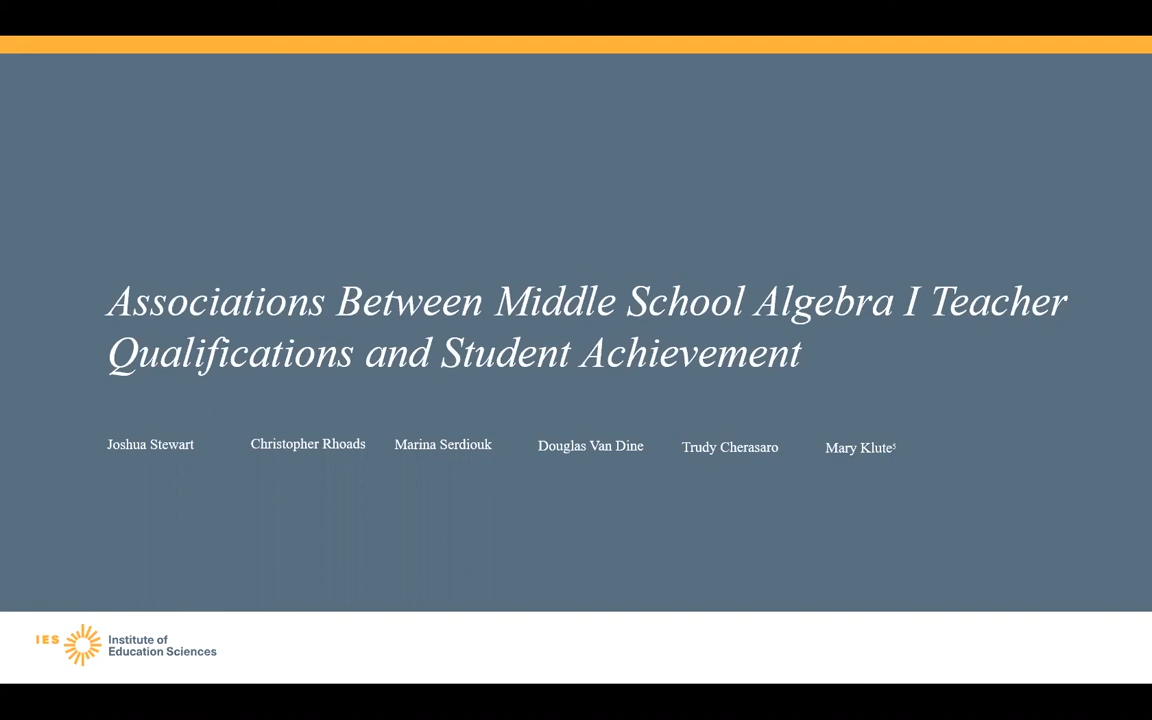 Associations Between Middle School Algebra I Teacher
Qualifications and Student Achievement
Joshua Stewart Christopher Rhoads Marina Serdiouk Douglas Van Dine Trudy Cherasaro Mary Klute⁵
IES Institute of
Education Sciences